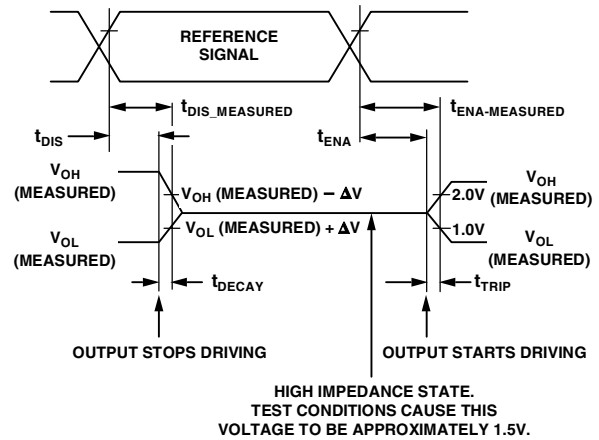 REFERENCE
SIGNAL
tDIS_MEASURED
tENA-MEASURED
tDIS
tENA
VOH
(MEASURED)
VOH (MEASURED) – ΔV
2.0V
VOH
(MEASURED)
VOL
(MEASURED)
VOL (MEASURED) + ΔV
1.0V
VOL
(MEASURED)
tDECAY
tTRIP
OUTPUT STOPS DRIVING
OUTPUT STARTS DRIVING
HIGH IMPEDANCE STATE.
TEST CONDITIONS CAUSE THIS
VOLTAGE TO BE APPROXIMATELY 1.5V.